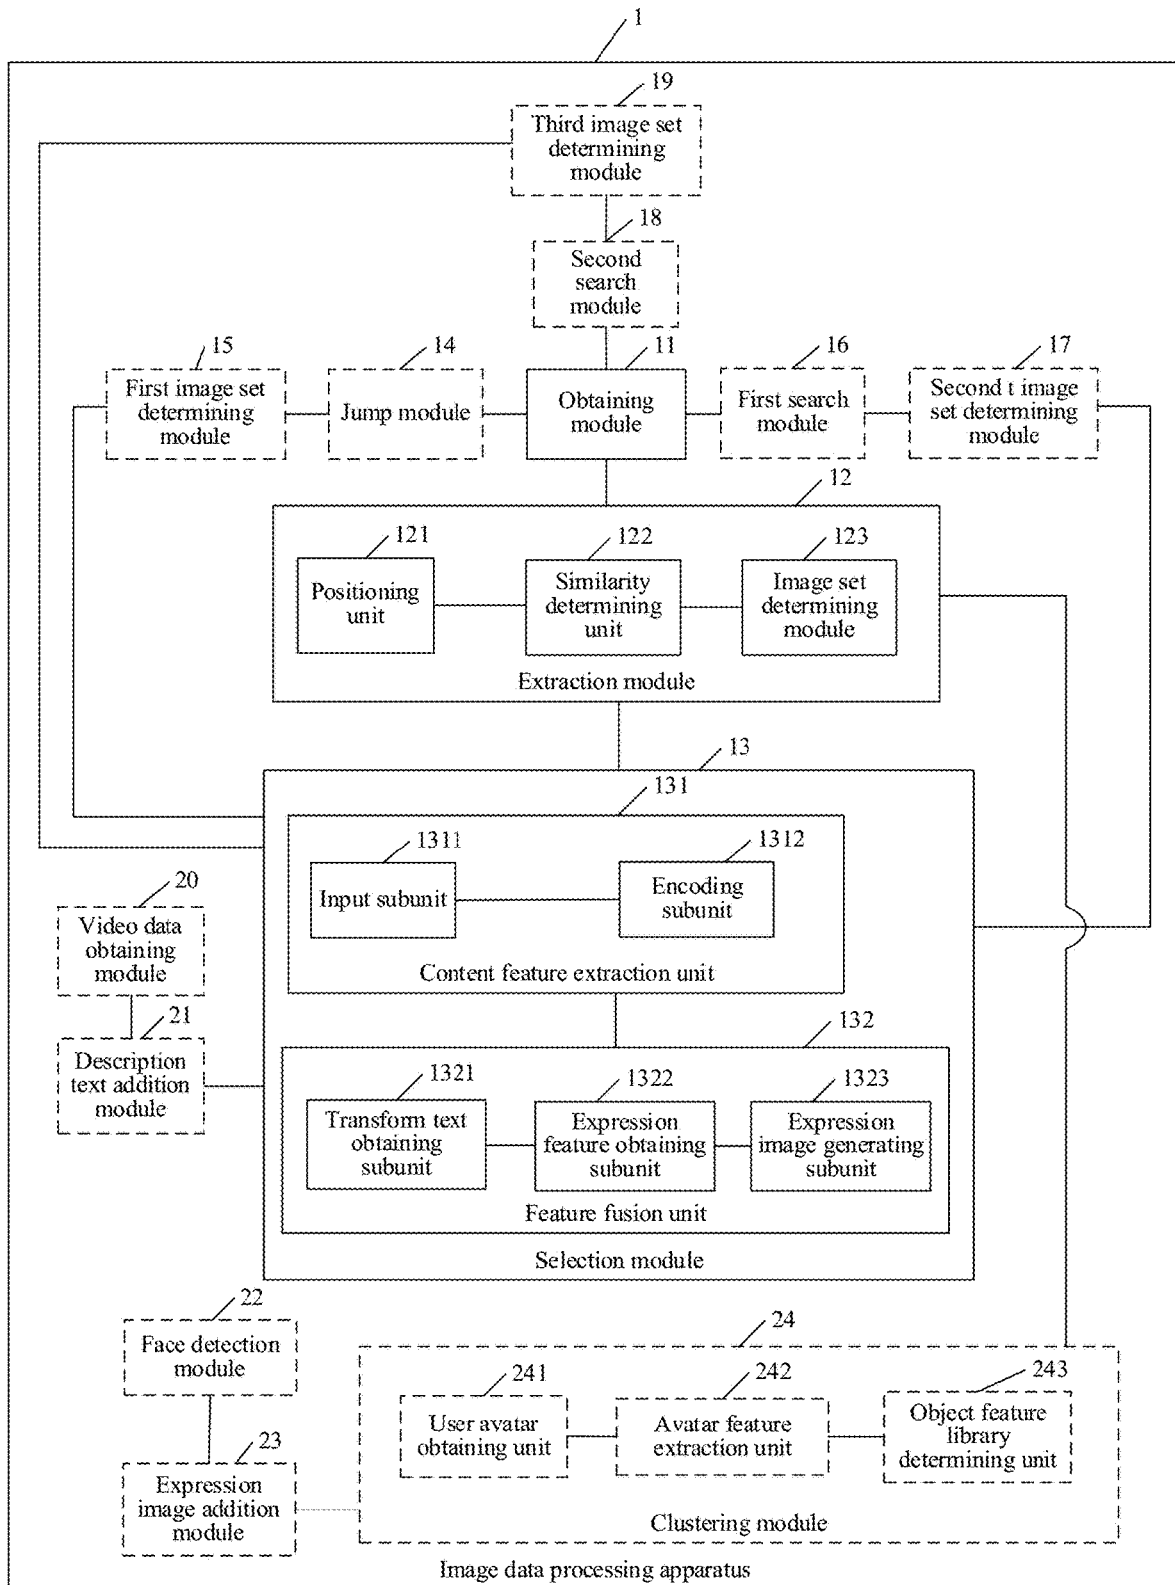 1
19
Third image set
determining
module
18
Second
search
module
15
First image set
determining
module
14
Jump module
11
Obtaining
module
16
First search
module
17
Second t image
set determining
module
12
121
Positioning
unit
122
Similarity
determining
unit
123
Image set
determining
module
Extraction module
13
131
1311
Input subunit
1312
Encoding
subunit
Content feature extraction unit
20
Video data
obtaining
module
21
Description
text addition
module
132
1321
Transform text
obtaining
subunit
1322
Expression
feature obtaining
subunit
1323
Expression
image generating
subunit
Feature fusion unit
Selection module
22
Face detection
module
23
Expression
image addition
module
24
241
User avatar
obtaining unit
242
Avatar feature
extraction unit
243
Object feature
library
determining unit
Clustering module
Image data processing apparatus